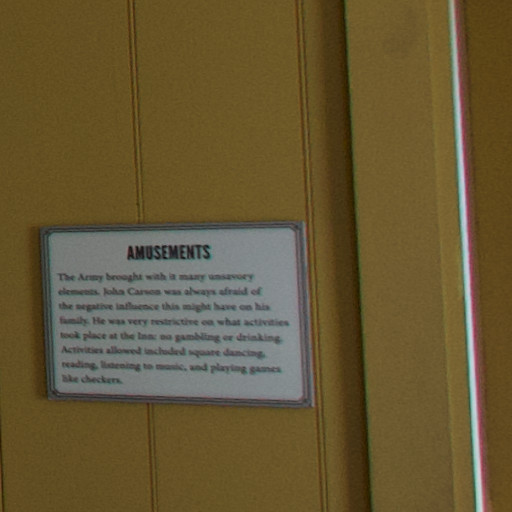 AMUSEMENTS
The Army brought with it many unsavory
elements. John Carson was always afraid of
the negative influence this might have on his
family. He was very restrictive on what activities
took place at the Inn: no gambling or drinking.
Activities allowed included square dancing,
reading, listening to music, and playing games
like checkers.